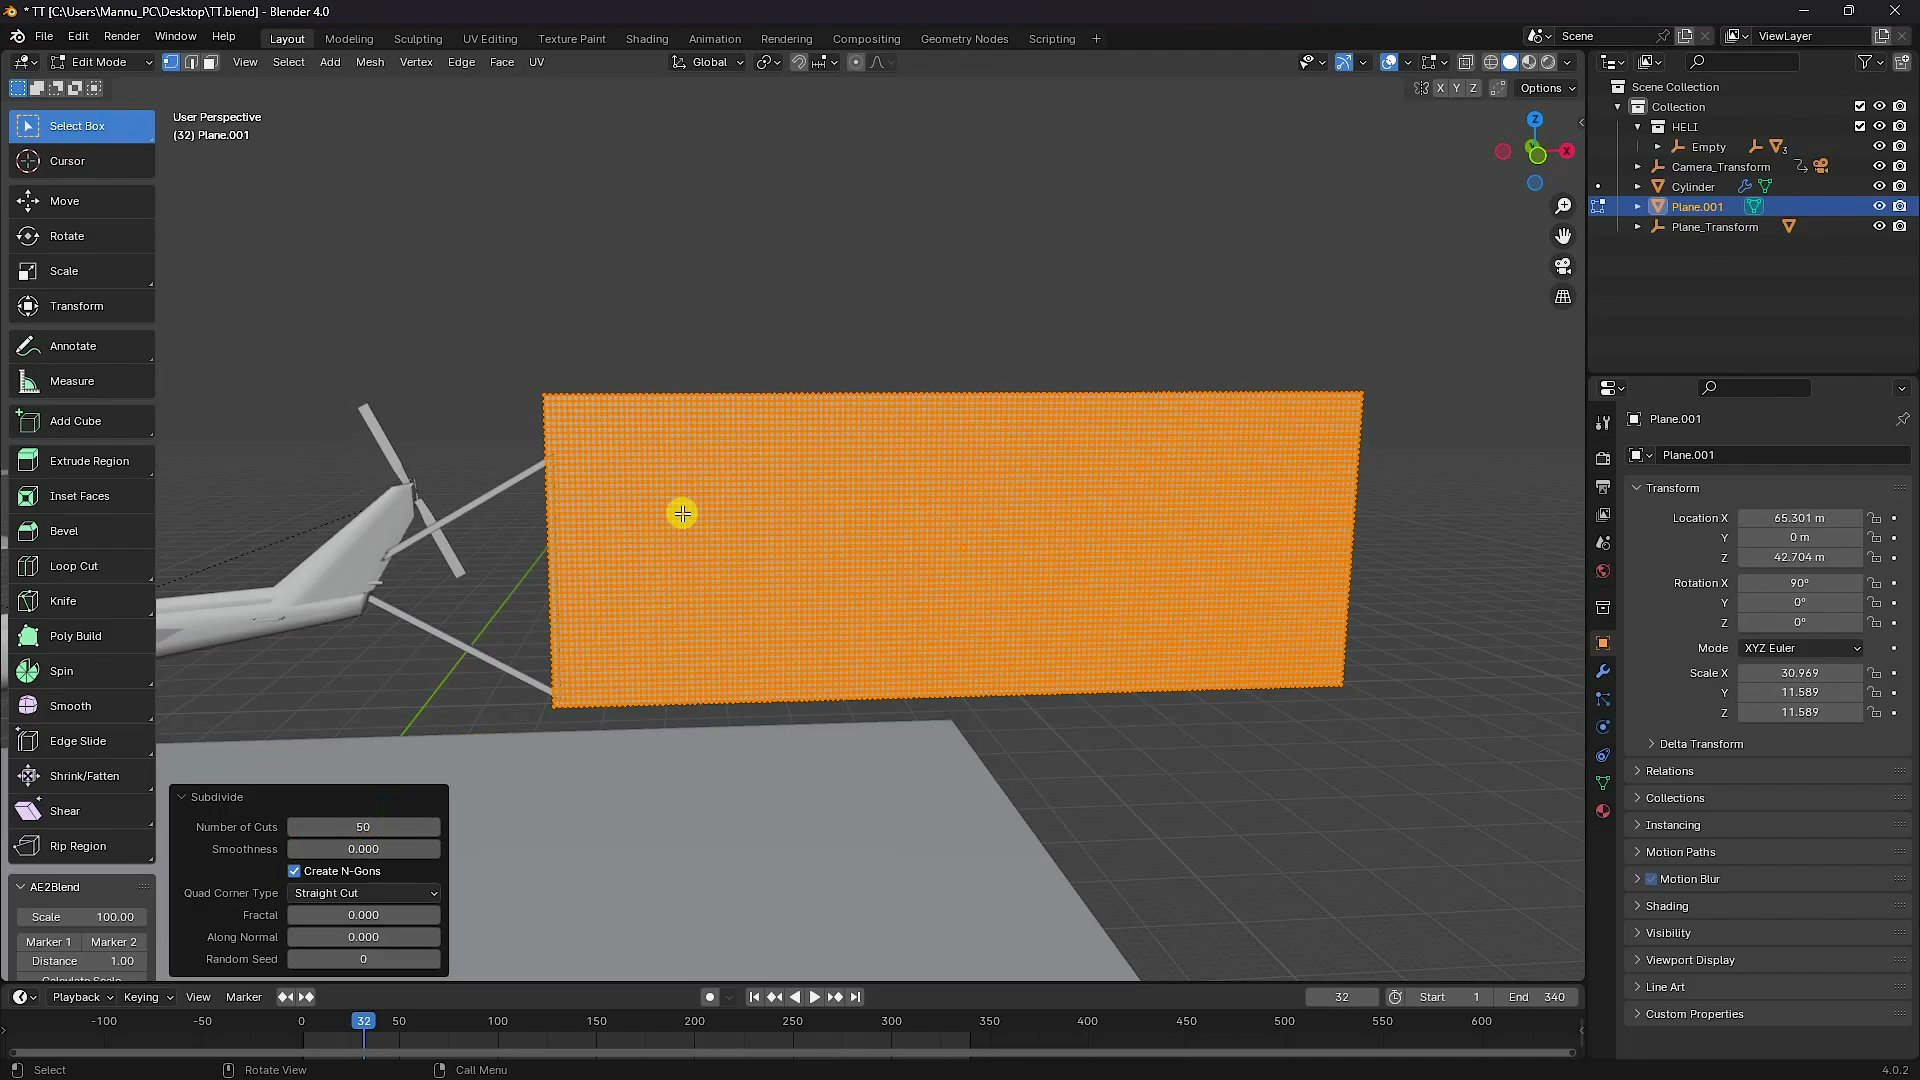 * TT [C:\Users\Mannu_PC\Desktop\TT.blend] - Blender 4.0
File Edit Render Window Help Layout Modeling Sculpting UV Editing Texture Paint Shading Animation Rendering Compositing Geometry Nodes Scripting + Scene ViewLayer
Edit Mode View Select Add Mesh Vertex Edge Face UV Global
X Y Z Options
User Perspective
(32) Plane.001
Select Box
Cursor
Move
Rotate
Scale
Transform
Annotate
Measure
Add Cube
Extrude Region
Inset Faces
Bevel
Loop Cut
Knife
Poly Build
Spin
Smooth
Edge Slide
Shrink/Fatten
Shear
Rip Region
AE2Blend
Scale 100.00
Marker 1 Marker 2
Distance 1.00
Calculate Scale
Subdivide
Number of Cuts 50
Smoothness 0.000
Create N-Gons
Quad Corner Type Straight Cut
Fractal 0.000
Along Normal 0.000
Random Seed 0
Z
X
Scene Collection
Collection
HELI
Empty 3
Camera_Transform
Cylinder
Plane.001
Plane_Transform
Plane.001
Plane.001
Transform
Location X 65.301 m
Y 0 m
Z 42.704 m
Rotation X 90°
Y 0°
Z 0°
Mode XYZ Euler
Scale X 30.969
Y 11.589
Z 11.589
Delta Transform
Relations
Collections
Instancing
Motion Paths
Motion Blur
Shading
Visibility
Viewport Display
Line Art
Custom Properties
Playback Keying View Marker 32 Start 1 End 340
-100 -50 0 32 50 100 150 200 250 300 350 400 450 500 550 600
Select Rotate View Call Menu 4.0.2